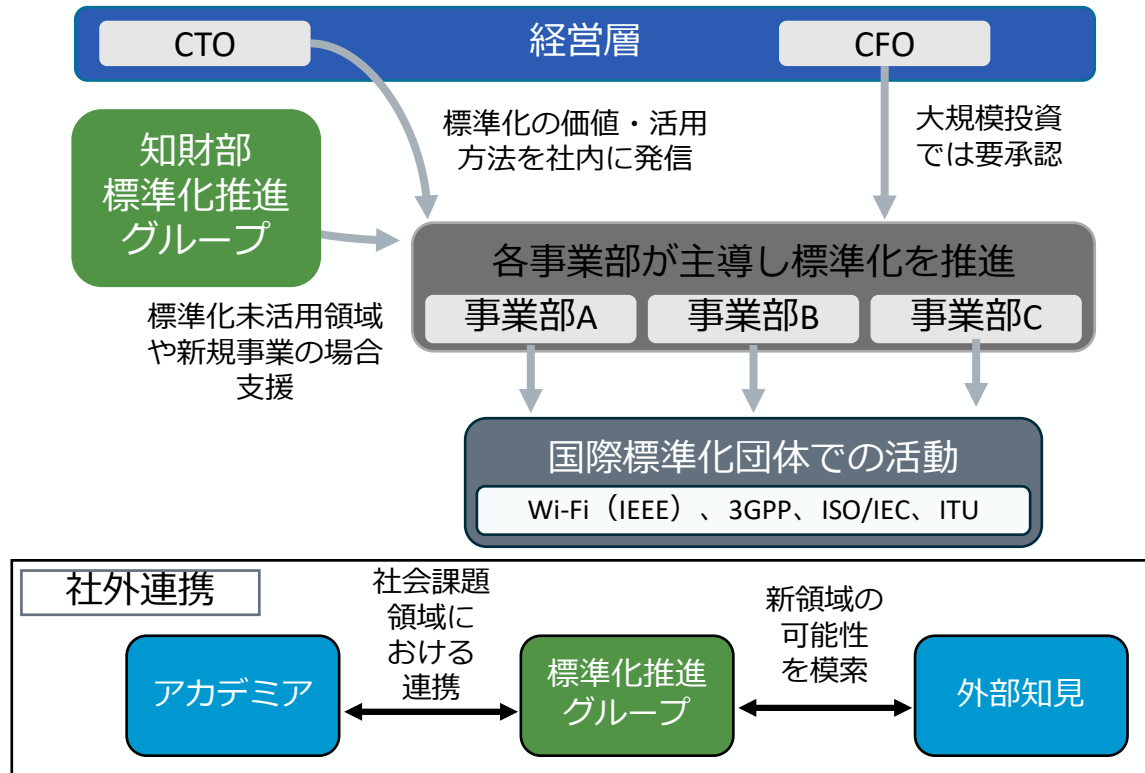 CTO
経営層
CFO
知財部
標準化推進
グループ
標準化の価値・活用
方法を社内に発信
大規模投資
では要承認
各事業部が主導し標準化を推進
事業部A
事業部B
事業部C
標準化未活用領域
や新規事業の場合
支援
国際標準化団体での活動
Wi-Fi（IEEE）、3GPP、ISO/IEC、ITU
社外連携
アカデミア
社会課題
領域に
おける
連携
標準化推進
グループ
新領域の
可能性
を模索
外部知見